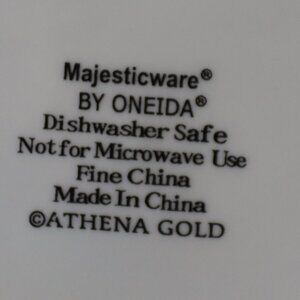 Majesticware®
BY ONEIDA®
Dishwasher Safe
Not for Microwave Use
Fine China
Made In China
©ATHENA GOLD